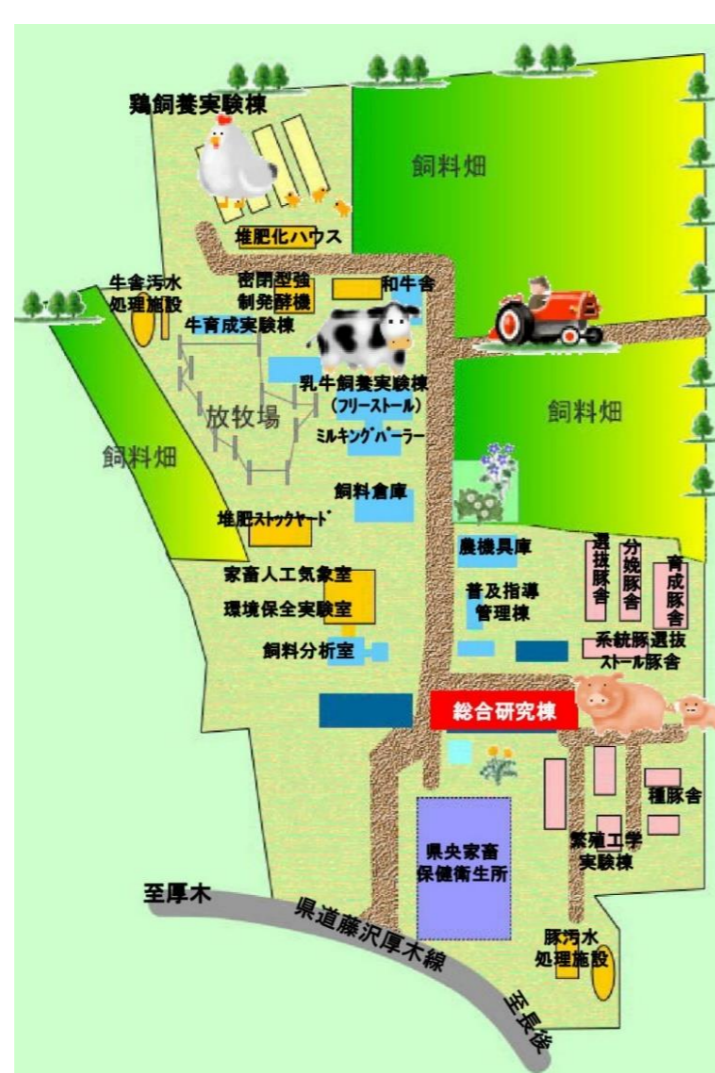 鶏飼養実験棟
飼料畑
堆肥化ハウス
牛舎汚水
処理施設
密閉型強
制発酵機
和牛舎
牛育成実験棟
乳牛飼養実験棟
(フリーストール)
放牧場
ミルキングパーラー
飼料畑
飼料畑
飼料倉庫
堆肥ストックヤード
農機具庫
選抜豚舎
分娩豚舎
育成豚舎
家畜人工気象室
環境保全実験室
普及指導
管理棟
飼料分析室
系統豚選抜
ストール豚舎
総合研究棟
種豚舎
繁殖工学
実験棟
県央家畜
保健衛生所
至厚木
県道藤沢厚木線
豚汚水
処理施設
至長後